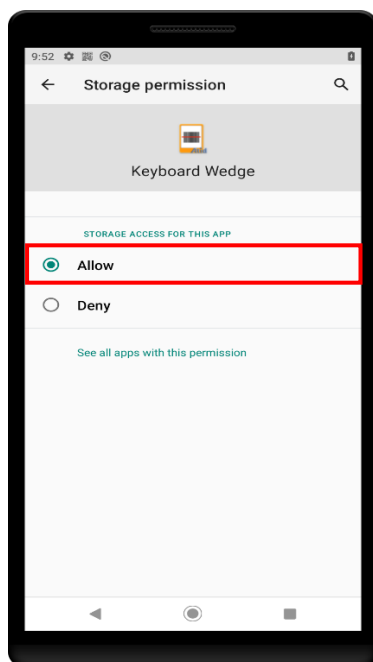 9:52
Storage permission
Keyboard Wedge
STORAGE ACCESS FOR THIS APP
Allow
Deny
See all apps with this permission